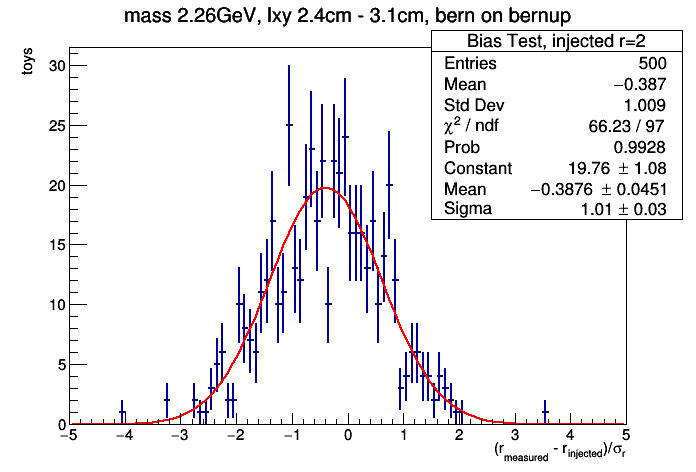 mass 2.26GeV, lxy 2.4cm - 3.1cm, bern on bernup
toys
Bias Test, injected r=2
Entries 500
Mean −0.387
Std Dev 1.009
χ² / ndf 66.23 / 97
Prob 0.9928
Constant 19.76 ± 1.08
Mean −0.3876 ± 0.0451
Sigma 1.01 ± 0.03
30
25
20
15
10
5
0
−5 −4 −3 −2 −1 0 1 2 3 4 5
(r_measured - r_injected)/σ_r